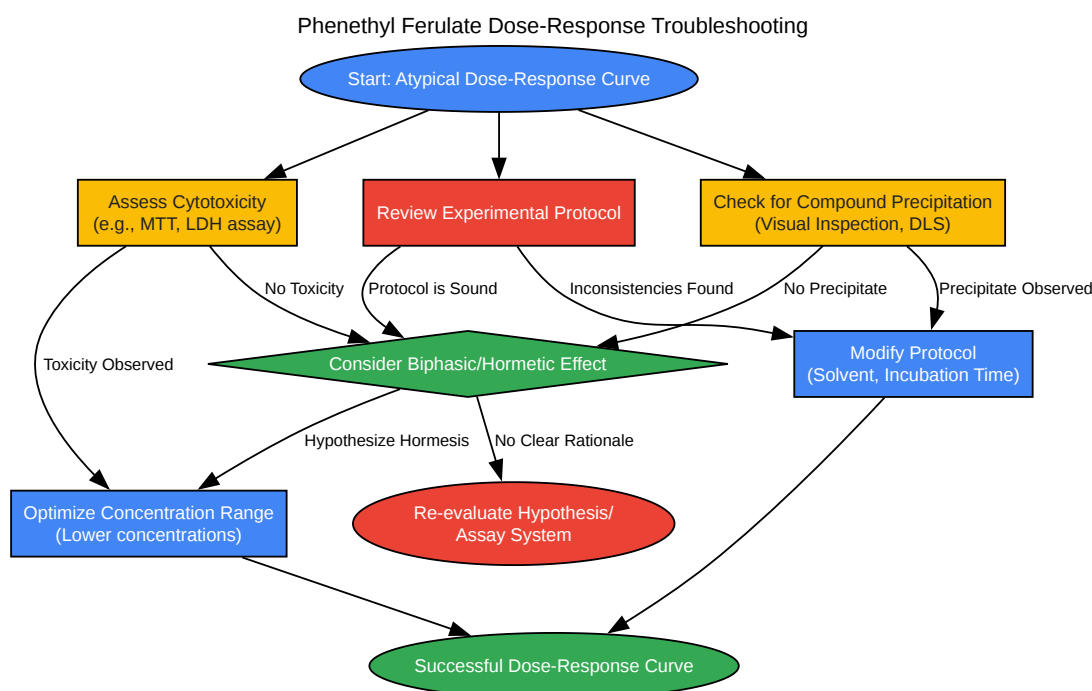 Phenethyl Ferulate Dose-Response Troubleshooting
Start: Atypical Dose-Response Curve
Assess Cytotoxicity
(e.g., MTT, LDH assay)
Review Experimental Protocol
Check for Compound Precipitation
(Visual Inspection, DLS)
No Toxicity
Protocol is Sound
Inconsistencies Found
No Precipitate
Precipitate Observed
Toxicity Observed
Consider Biphasic/Hormetic Effect
Modify Protocol
(Solvent, Incubation Time)
Hypothesize Hormesis
No Clear Rationale
Optimize Concentration Range
(Lower concentrations)
Re-evaluate Hypothesis/
Assay System
Successful Dose-Response Curve